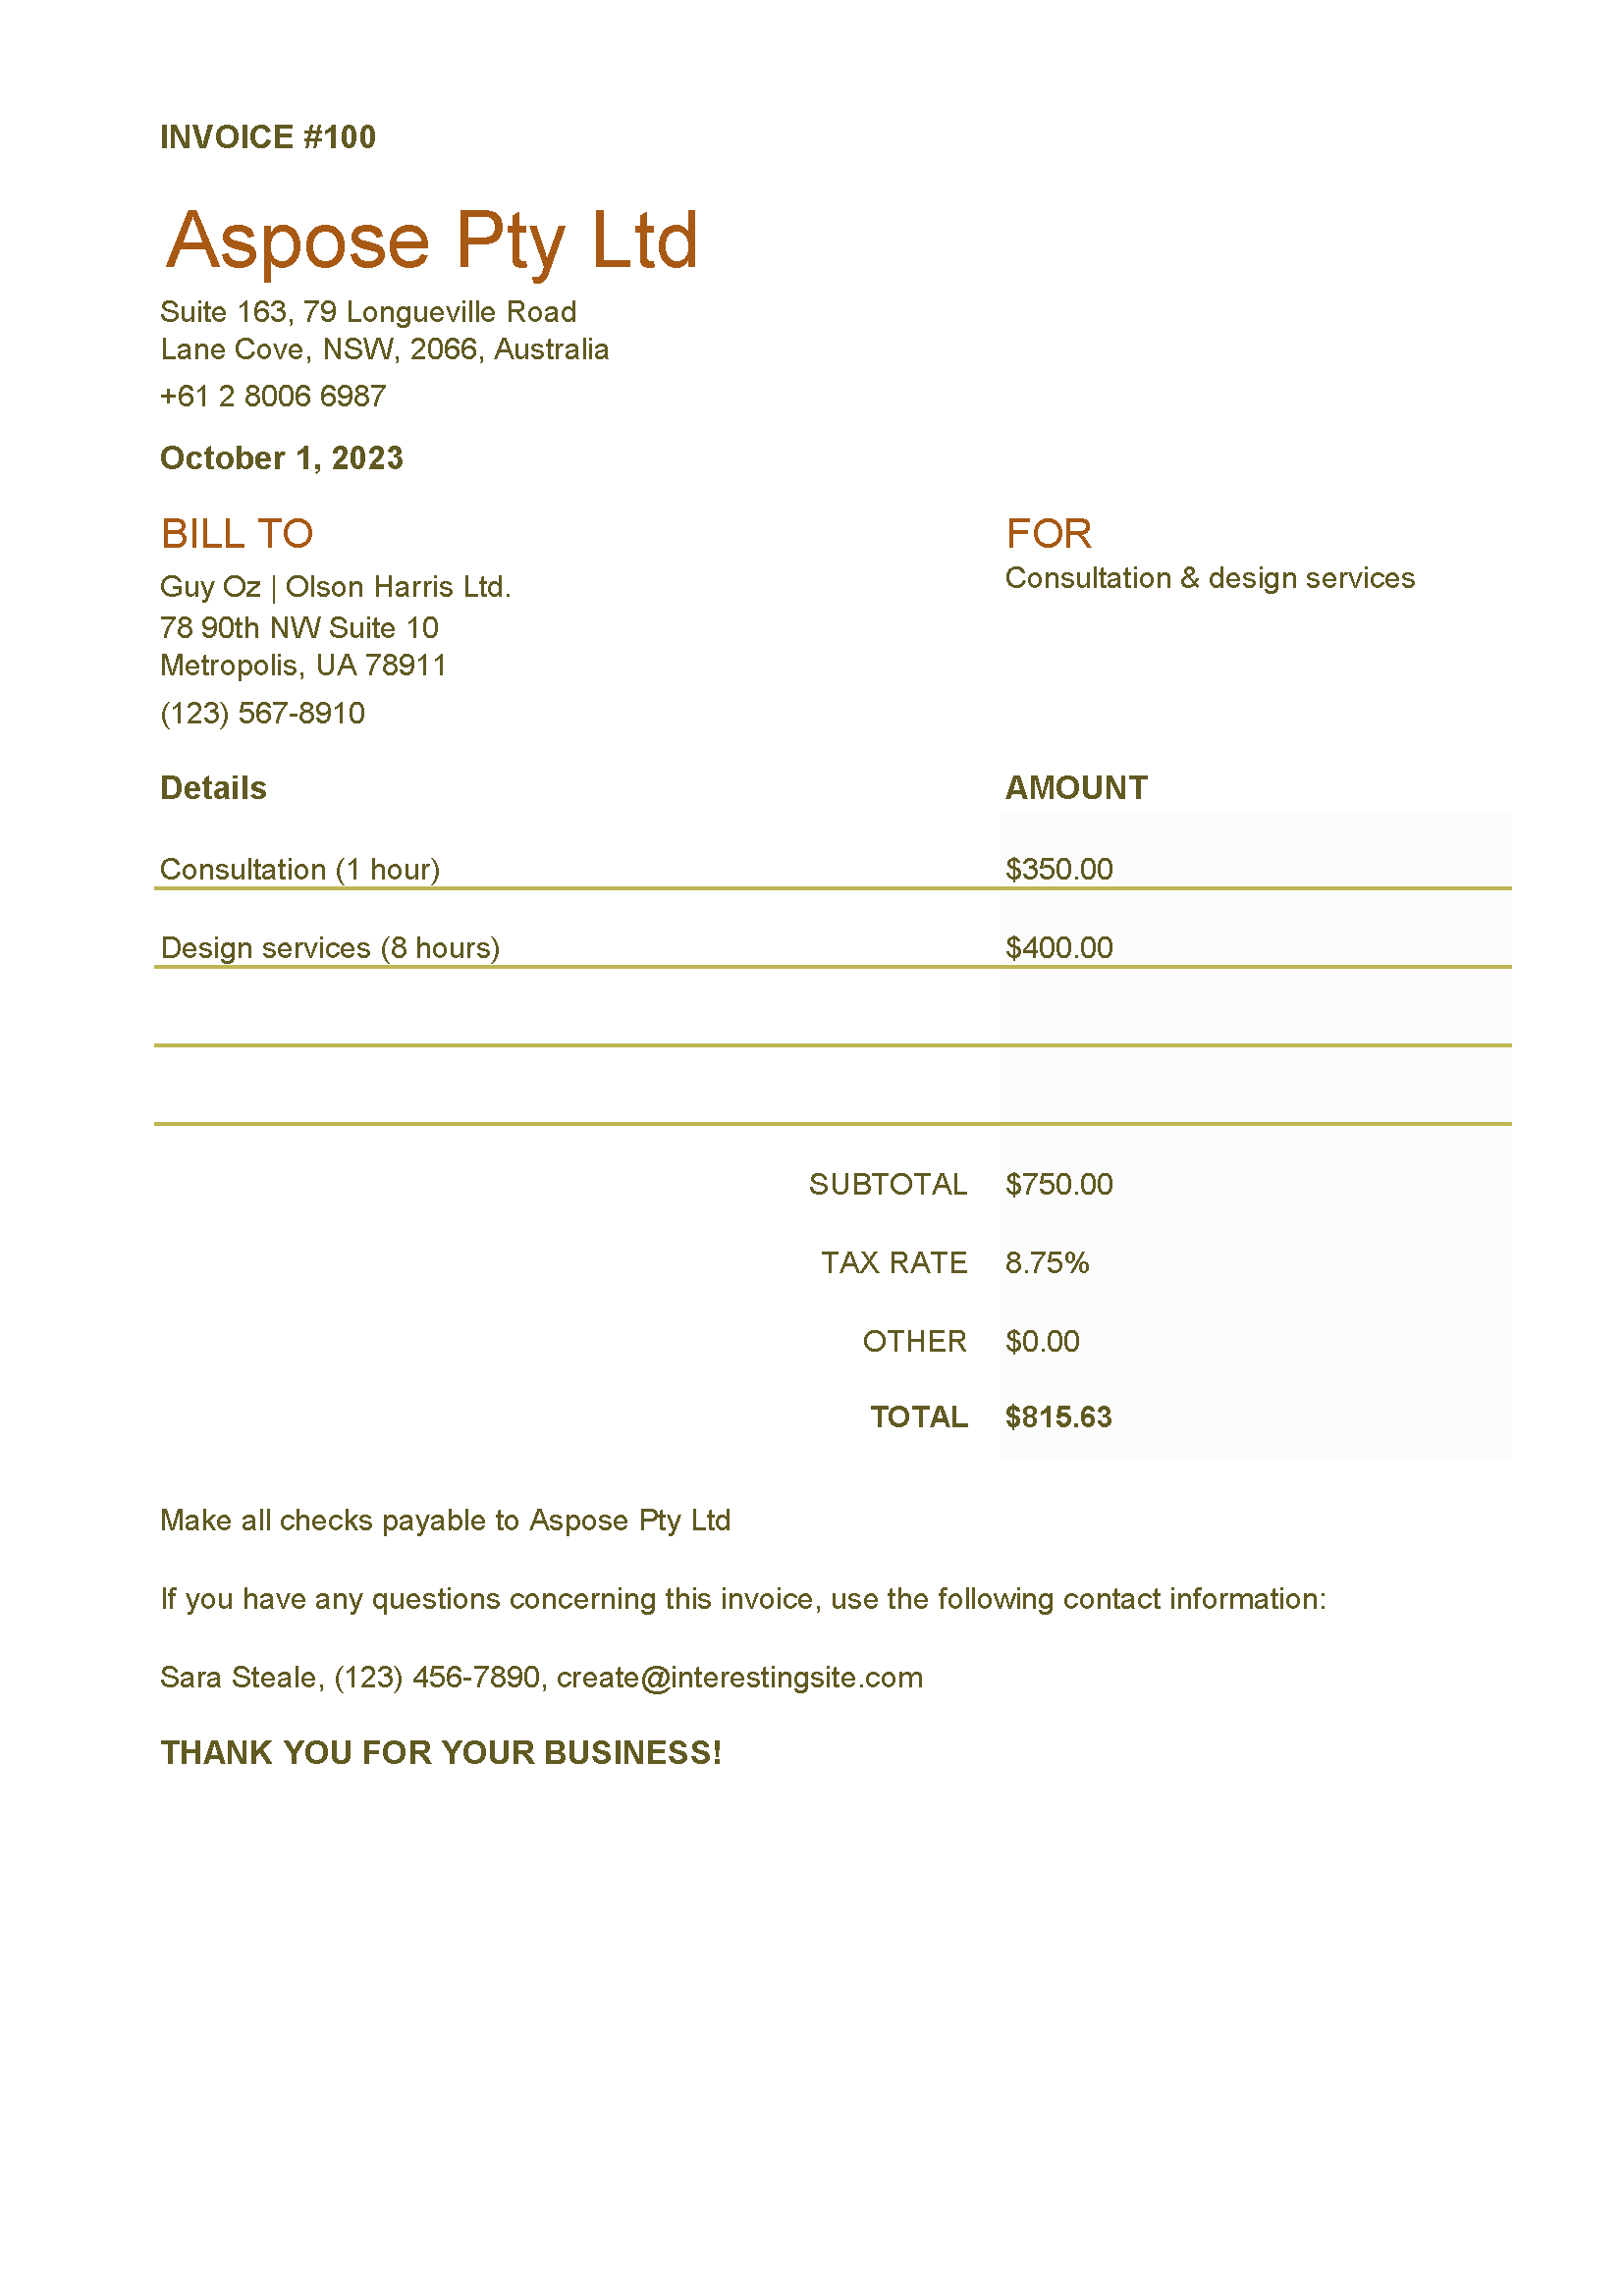 INVOICE #100
Aspose Pty Ltd
Suite 163, 79 Longueville Road
Lane Cove, NSW, 2066, Australia
+61 2 8006 6987
October 1, 2023
BILL TO
FOR
Guy Oz | Olson Harris Ltd.
Consultation & design services
78 90th NW Suite 10
Metropolis, UA 78911
(123) 567-8910
Details AMOUNT
Consultation (1 hour) $350.00
Design services (8 hours) $400.00
SUBTOTAL $750.00
TAX RATE 8.75%
OTHER $0.00
TOTAL $815.63
Make all checks payable to Aspose Pty Ltd
If you have any questions concerning this invoice, use the following contact information:
Sara Steale, (123) 456-7890, create@interestingsite.com
THANK YOU FOR YOUR BUSINESS!